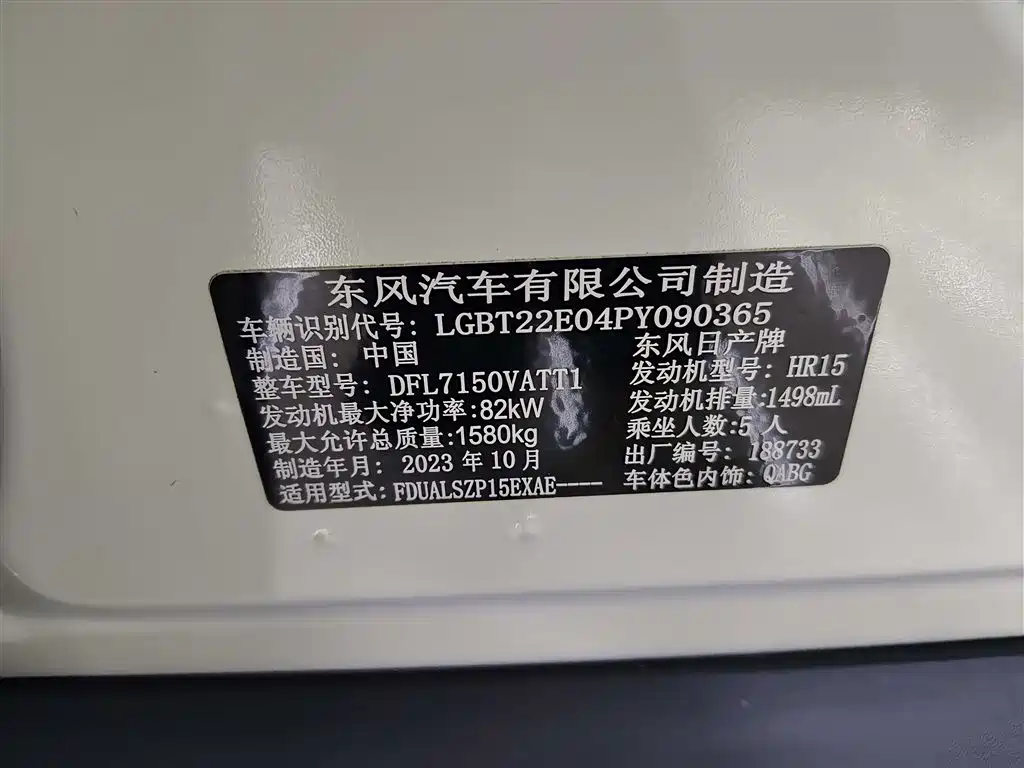 东风汽车有限公司制造
车辆识别代号: LGBT22E04PY090365
制造国: 中国 东风日产牌
整车型号: DFL7150VATT1 发动机型号: HR15
发动机最大净功率:82kW 发动机排量:1498mL
最大允许总质量:1580kg 乘坐人数:5 人
制造年月: 2023 年 10 月 出厂编号: 188733
适用型式: FDUALSZP15EXAE---- 车体色内饰: QABG